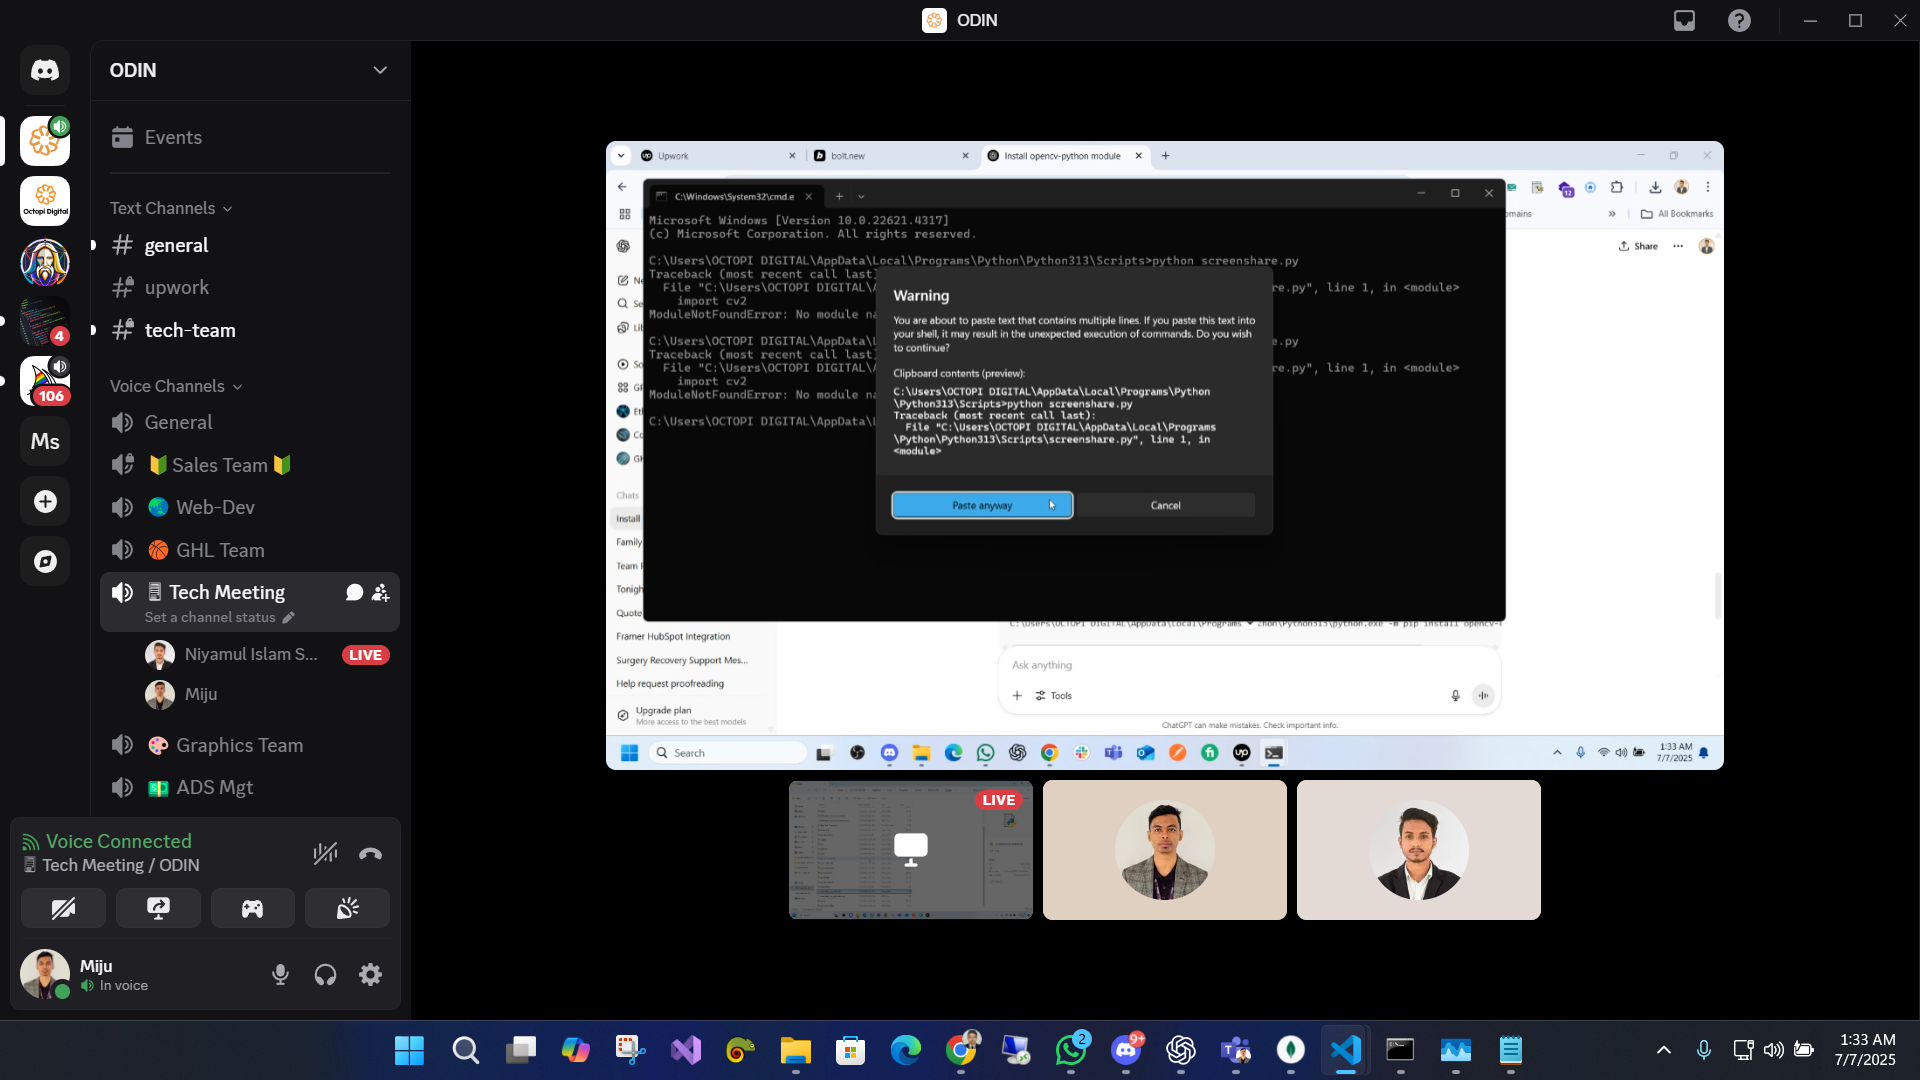 ODIN
ODIN
Events
Text Channels
general
upwork
tech-team
Voice Channels
General
Sales Team
Web-Dev
GHL Team
Tech Meeting
Set a channel status
Niyamul Islam S... LIVE
Miju
Graphics Team
ADS Mgt
Octopi Digital
4
106
Ms
Voice Connected
Tech Meeting / ODIN
Miju
In voice
Upwork
bolt.new
Install opencv-python module
All Bookmarks
12
Share
C:\Windows\System32\cmd.e
Microsoft Windows [Version 10.0.22621.4317]
(c) Microsoft Corporation. All rights reserved.
C:\Users\OCTOPI DIGITAL\AppData\Local\Programs\Python\Python313\Scripts>python screenshare.py
Traceback (most recent call last)
File "C:\Users\OCTOPI DIGITAL\A re.py", line 1, in <module>
import cv2
ModuleNotFoundError: No module na
C:\Users\OCTOPI DIGITAL\AppData\L re.py
Traceback (most recent call last)
File "C:\Users\OCTOPI DIGITAL\A re.py", line 1, in <module>
import cv2
ModuleNotFoundError: No module na
C:\Users\OCTOPI DIGITAL\AppData\L
Warning
You are about to paste text that contains multiple lines. If you paste this text into
your shell, it may result in the unexpected execution of commands. Do you wish
to continue?
Clipboard contents (preview):
C:\Users\OCTOPI DIGITAL\AppData\Local\Programs\Python
\Python313\Scripts>python screenshare.py
Traceback (most recent call last):
File "C:\Users\OCTOPI DIGITAL\AppData\Local\Programs
\Python\Python313\Scripts\screenshare.py", line 1, in
<module>
Paste anyway
Cancel
Chats
Install
Family
Team
Tonigh
Quote
Framer HubSpot Integration
Surgery Recovery Support Mes...
Help request proofreading
Upgrade plan
More access to the best models
Ask anything
Tools
ChatGPT can make mistakes. Check important info.
Search
1:33 AM
7/7/2025
LIVE
2
9+
1:33 AM
7/7/2025